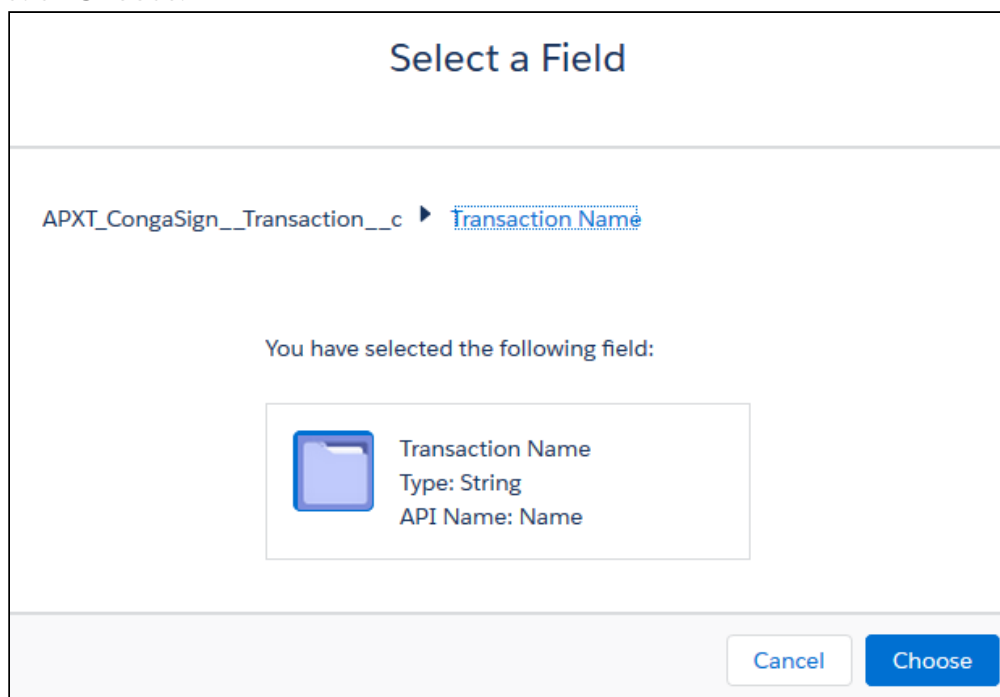 Select a Field
APXT_CongaSign__Transaction__c Transaction Name
You have selected the following field:
Transaction Name
Type: String
API Name: Name
Cancel Choose